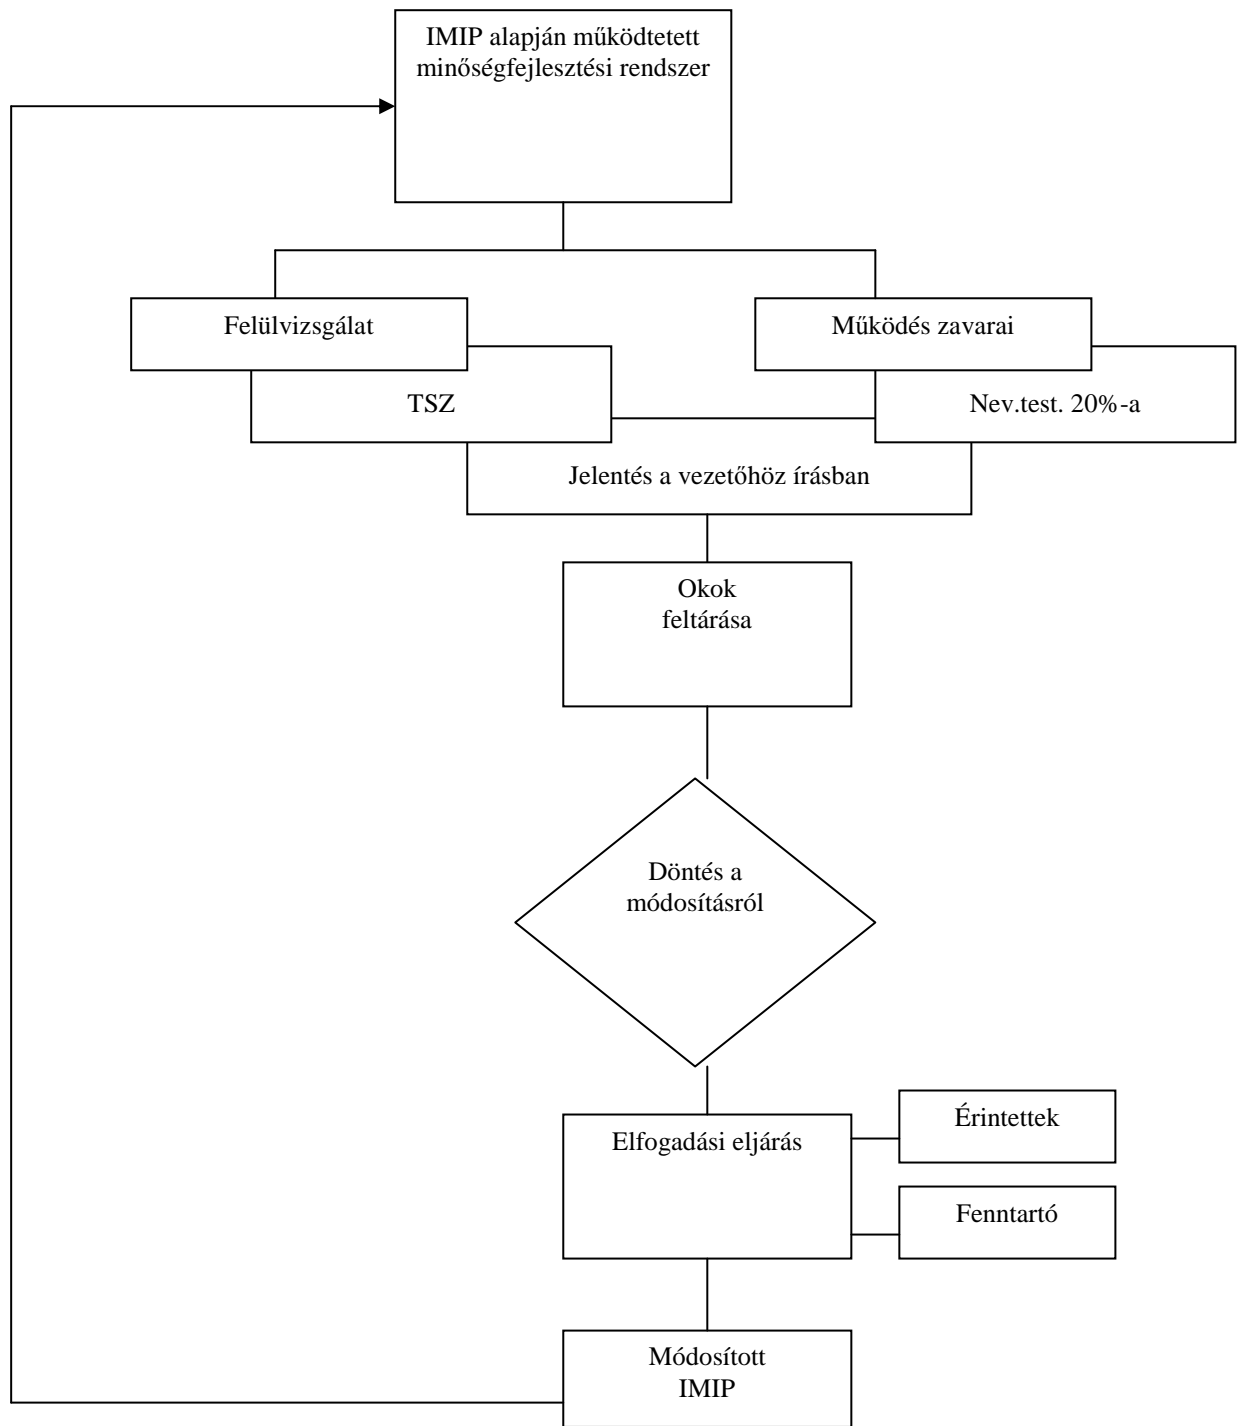 IMIP alapján működtetett
minőségfejlesztési rendszer
Felülvizsgálat
Működés zavarai
TSZ
Nev.test. 20%-a
Jelentés a vezetőhöz írásban
Okok
feltárása
Döntés a
módosításról
Elfogadási eljárás
Érintettek
Fenntartó
Módosított
IMIP